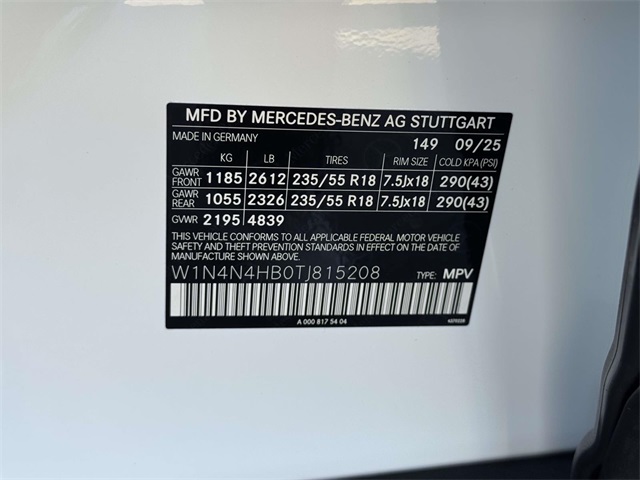 MFD BY MERCEDES-BENZ AG STUTTGART
MADE IN GERMANY 149 09/25
KG LB TIRES RIM SIZE COLD KPA(PSI)
GAWR FRONT 1185 2612 235/55 R18 7.5Jx18 290(43)
GAWR REAR 1055 2326 235/55 R18 7.5Jx18 290(43)
GVWR 2195 4839
THIS VEHICLE CONFORMS TO ALL APPLICABLE FEDERAL MOTOR VEHICLE
SAFETY AND THEFT PREVENTION STANDARDS IN EFFECT ON THE DATE OF
MANUFACTURE SHOWN ABOVE.
W1N4N4HB0TJ815208 TYPE: MPV
A 000 817 54 04